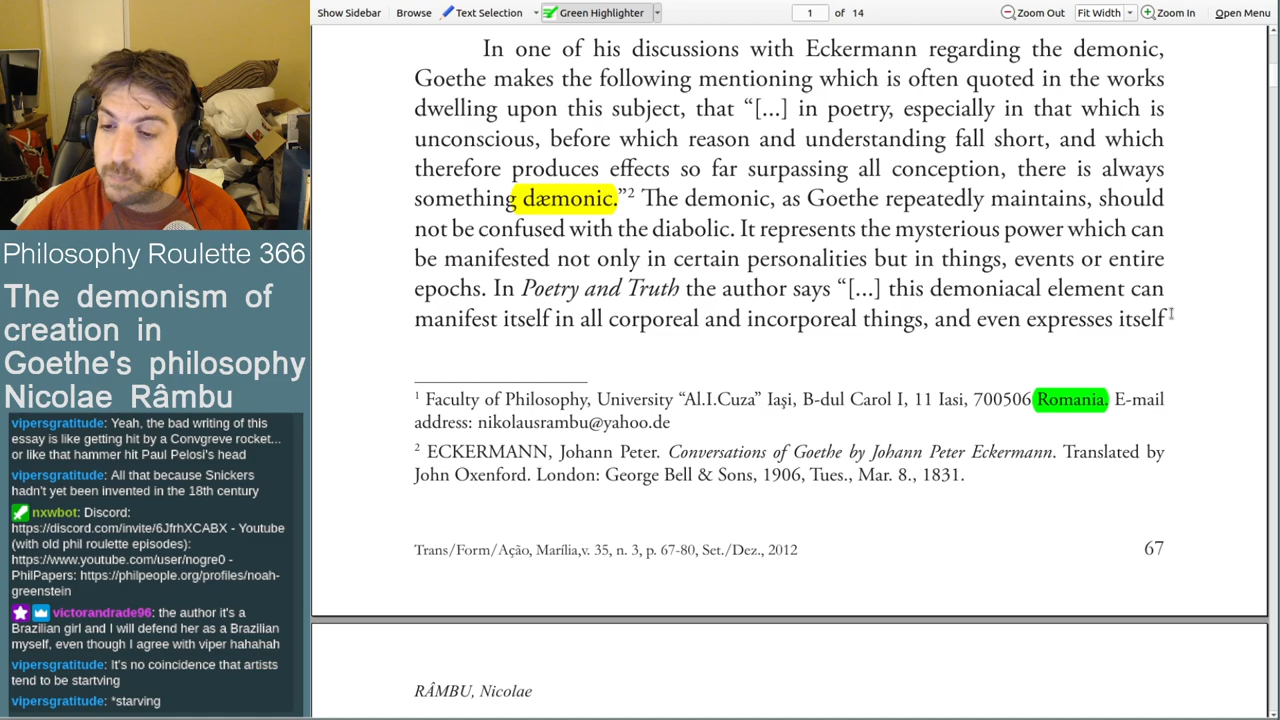 Show Sidebar Browse Text Selection Green Highlighter 1 of 14 Zoom Out Fit Width Zoom In Open Menu
In one of his discussions with Eckermann regarding the demonic,
Goethe makes the following mentioning which is often quoted in the works
dwelling upon this subject, that “[...] in poetry, especially in that which is
unconscious, before which reason and understanding fall short, and which
therefore produces effects so far surpassing all conception, there is always
something dæmonic.”2 The demonic, as Goethe repeatedly maintains, should
not be confused with the diabolic. It represents the mysterious power which can
be manifested not only in certain personalities but in things, events or entire
epochs. In Poetry and Truth the author says “[...] this demoniacal element can
manifest itself in all corporeal and incorporeal things, and even expresses itself
1 Faculty of Philosophy, University “Al.I.Cuza” Iaşi, B-dul Carol I, 11 Iasi, 700506 Romania. E-mail
address: nikolausrambu@yahoo.de
2 ECKERMANN, Johann Peter. Conversations of Goethe by Johann Peter Eckermann. Translated by
John Oxenford. London: George Bell & Sons, 1906, Tues., Mar. 8., 1831.
Trans/Form/Ação, Marília,v. 35, n. 3, p. 67-80, Set./Dez., 2012 67
RÂMBU, Nicolae
Philosophy Roulette 366
The demonism of
creation in
Goethe's philosophy
Nicolae Râmbu
vipersgratitude: Yeah, the bad writing of this
essay is like getting hit by a Convgreve rocket...
or like that hammer hit Paul Pelosi's head
vipersgratitude: All that because Snickers
hadn't yet been invented in the 18th century
nxwbot: Discord:
https://discord.com/invite/6JfrhXCABX - Youtube
(with old phil roulette episodes):
https://www.youtube.com/user/nogre0 -
PhilPapers: https://philpeople.org/profiles/noah-
greenstein
victorandrade96: the author it's a
Brazilian girl and I will defend her as a Brazilian
myself, even though I agree with viper hahahah
vipersgratitude: It's no coincidence that artists
tend to be startving
vipersgratitude: *starving